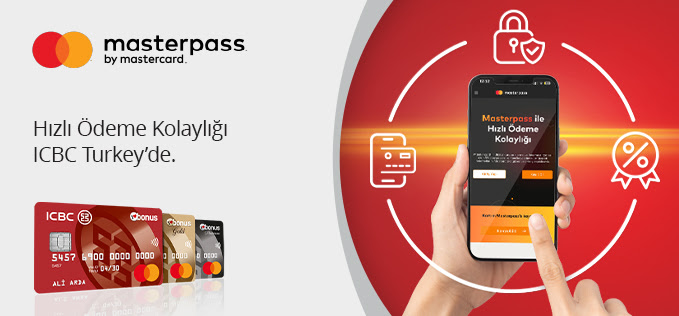 masterpass
by mastercard.
Hızlı Ödeme Kolaylığı
ICBC Turkey’de.
ICBC
bonus
5457 6900 0000 0000
04/30
ALİ ARDA
bonus
Gold
bonus
masterpass
Masterpass ile
Hızlı Ödeme
Kolaylığı